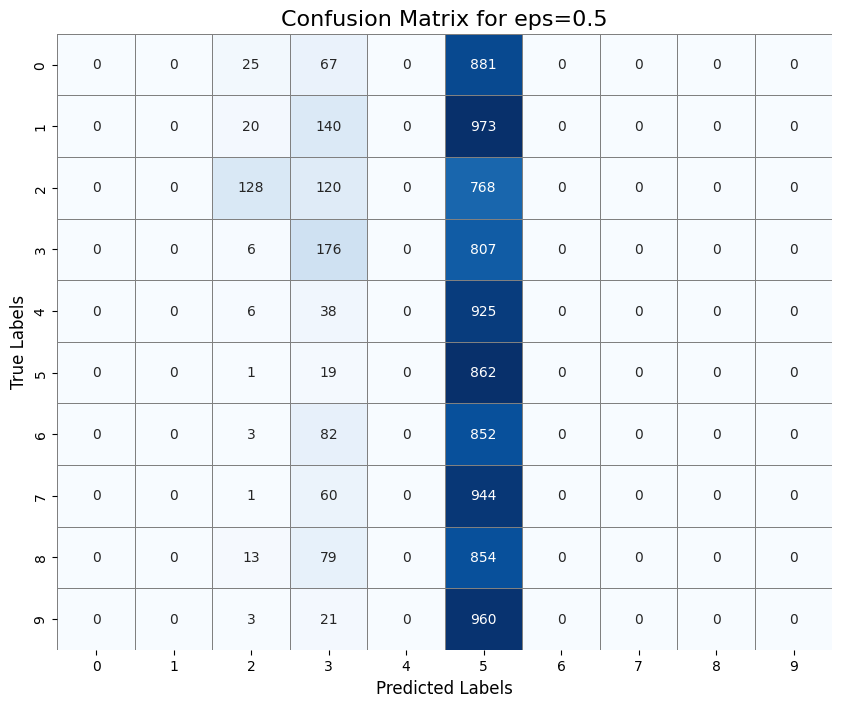 Confusion Matrix for eps=0.5
0 0 0 25 67 0 881 0 0 0 0
1 0 0 20 140 0 973 0 0 0 0
2 0 0 128 120 0 768 0 0 0 0
3 0 0 6 176 0 807 0 0 0 0
4 0 0 6 38 0 925 0 0 0 0
5 0 0 1 19 0 862 0 0 0 0
6 0 0 3 82 0 852 0 0 0 0
7 0 0 1 60 0 944 0 0 0 0
8 0 0 13 79 0 854 0 0 0 0
9 0 0 3 21 0 960 0 0 0 0
True Labels
0 1 2 3 4 5 6 7 8 9
Predicted Labels